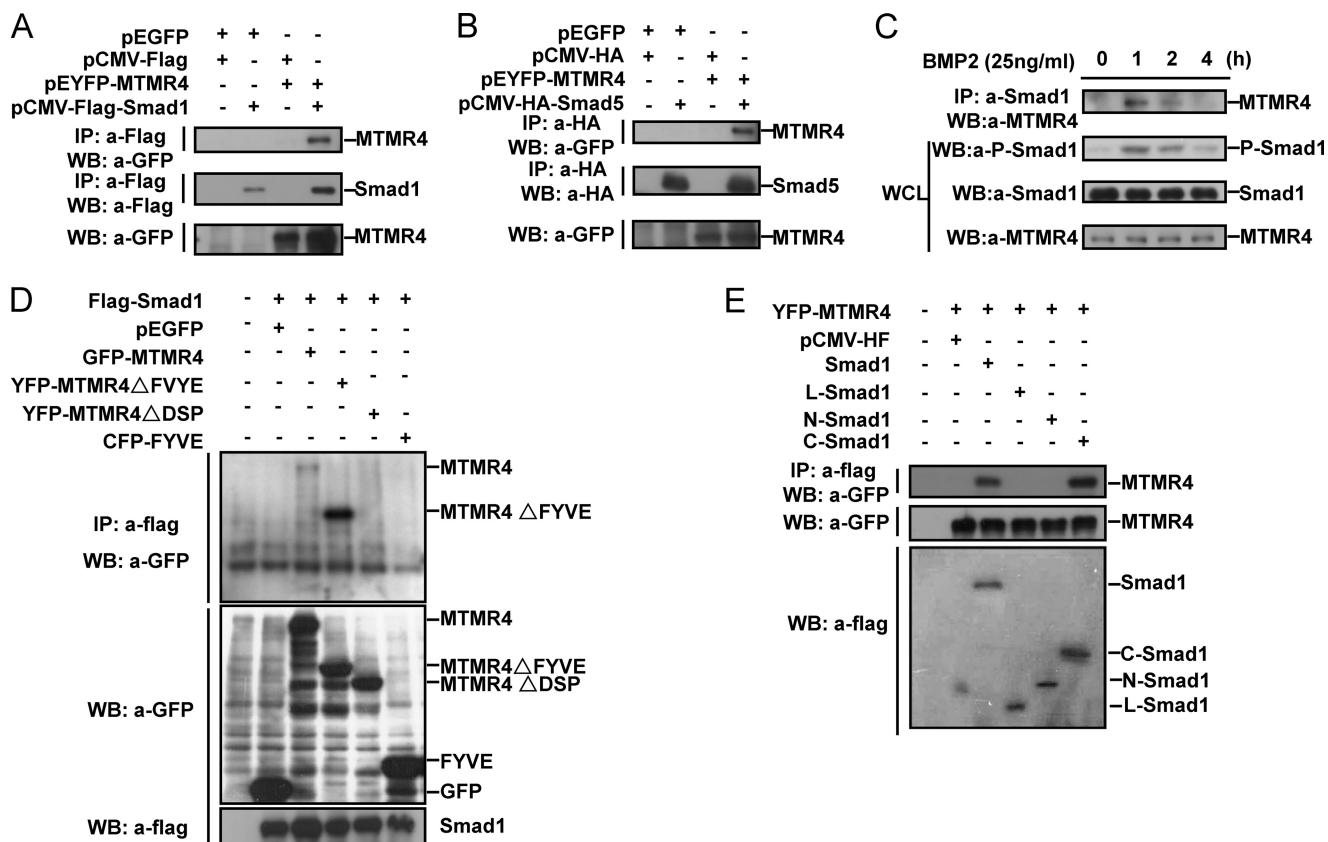 A
pEGFP + + - -
pCMV-Flag + - + -
pEYFP-MTMR4 - - + +
pCMV-Flag-Smad1 - + - +
IP: a-Flag
WB: a-GFP
MTMR4
IP: a-Flag
WB: a-Flag
Smad1
WB: a-GFP
MTMR4
B
pEGFP + + - -
pCMV-HA + - + -
pEYFP-MTMR4 - - + +
pCMV-HA-Smad5 - + - +
IP: a-HA
WB: a-GFP
MTMR4
IP: a-HA
WB: a-HA
Smad5
WB: a-GFP
MTMR4
C
BMP2 (25ng/ml) 0 1 2 4 (h)
IP: a-Smad1
WB:a-MTMR4
MTMR4
WCL
WB:a-P-Smad1
P-Smad1
WB:a-Smad1
Smad1
WB:a-MTMR4
MTMR4
D
Flag-Smad1 - + + + + +
pEGFP - + - - - -
GFP-MTMR4 - - + - - -
YFP-MTMR4△FVYE - - - + - -
YFP-MTMR4△DSP - - - - + -
CFP-FYVE - - - - - +
IP: a-flag
WB: a-GFP
MTMR4
MTMR4 △FYVE
WB: a-GFP
MTMR4
MTMR4△FYVE
MTMR4 △DSP
FYVE
GFP
WB: a-flag
Smad1
E
YFP-MTMR4 - + + + + +
pCMV-HF - + - - - -
Smad1 - - + - - -
L-Smad1 - - - + - -
N-Smad1 - - - - + -
C-Smad1 - - - - - +
IP: a-flag
WB: a-GFP
MTMR4
WB: a-GFP
MTMR4
WB: a-flag
Smad1
C-Smad1
N-Smad1
L-Smad1